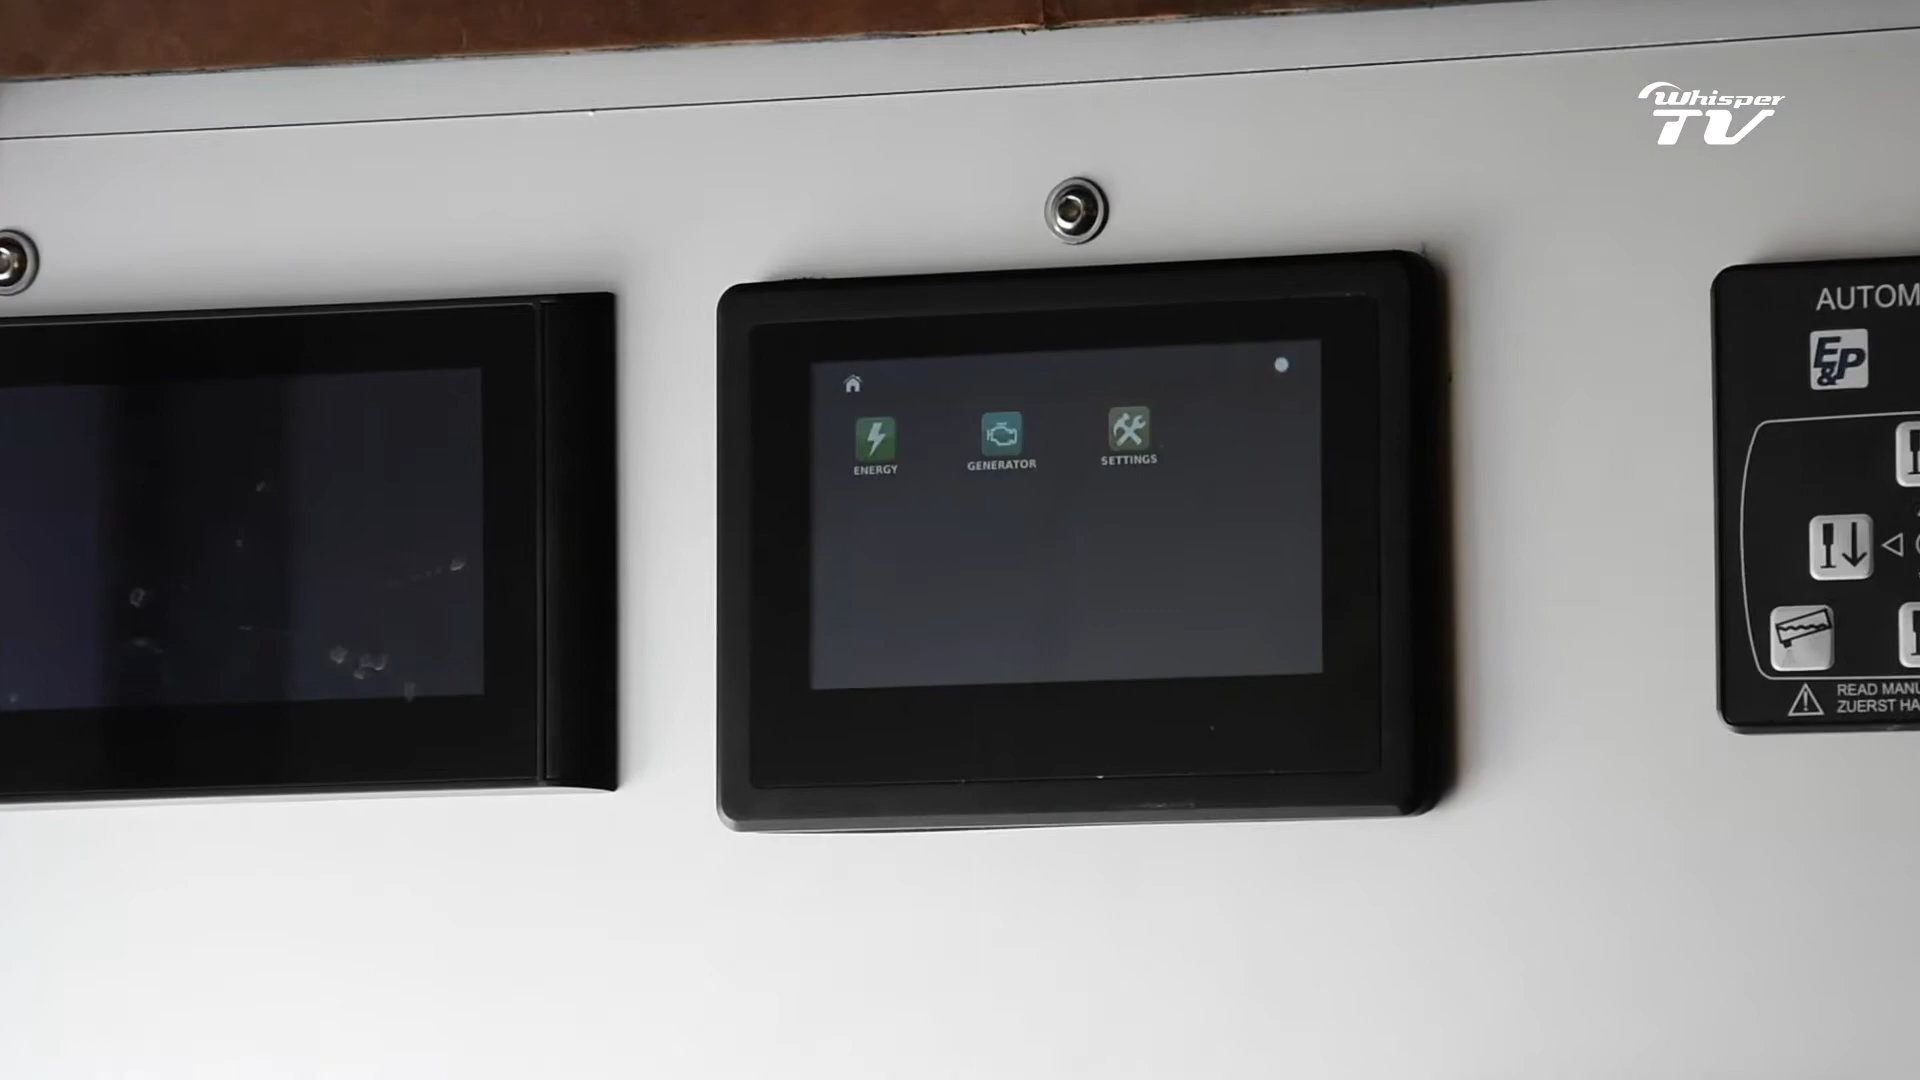 Whisper
TV
ENERGY
GENERATOR
SETTINGS
AUTOM
E&P
READ MANU
ZUERST HA